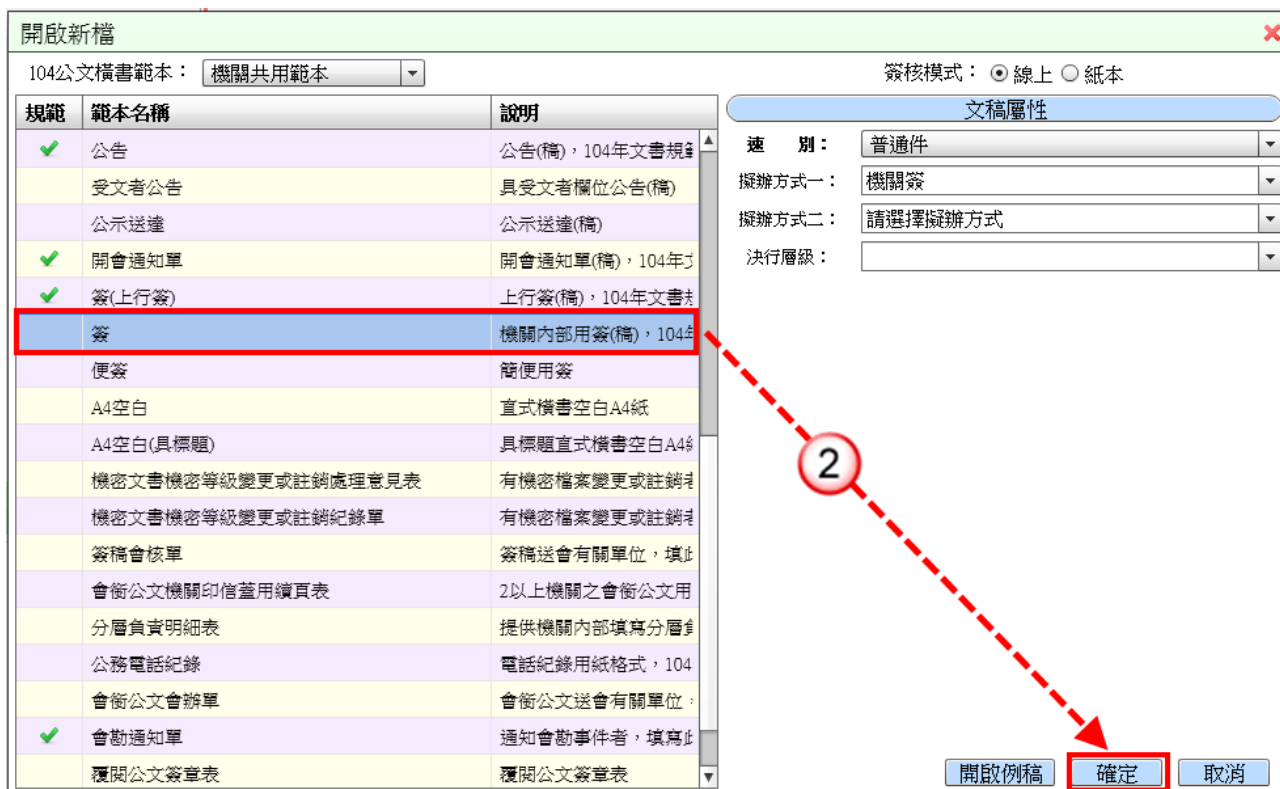 開啟新檔
104公文橫書範本： 機關共用範本 簽核模式： 線上 紙本
規範 範本名稱 說明 文稿屬性
公告 公告(稿)，104年文書規範
受文者公告 具受文者欄位公告(稿)
公示送達 公示送達(稿)
開會通知單 開會通知單(稿)，104年
簽(上行簽) 上行簽(稿)，104年文書
簽 機關內部用簽(稿)，104年
便簽 簡便用簽
A4空白 直式橫書空白A4紙
A4空白(具標題) 具標題直式橫書空白A4
機密文書機密等級變更或註銷處理意見表 有機密檔案變更或註銷
機密文書機密等級變更或註銷紀錄單 有機密檔案變更或註銷
簽稿會核單 簽稿送會有關單位，填
會銜公文機關印信蓋用續頁表 2以上機關之會銜公文用
分層負責明細表 提供機關內部填寫分層
公務電話紀錄 電話紀錄用紙格式，104
會銜公文會辦單 會銜公文送會有關單位，
會勘通知單 通知會勘事件者，填寫
覆閱公文簽章表 覆閱公文簽章表
速 別： 普通件
擬辦方式一： 機關簽
擬辦方式二： 請選擇擬辦方式
決行層級：
2
開啟例稿 確定 取消